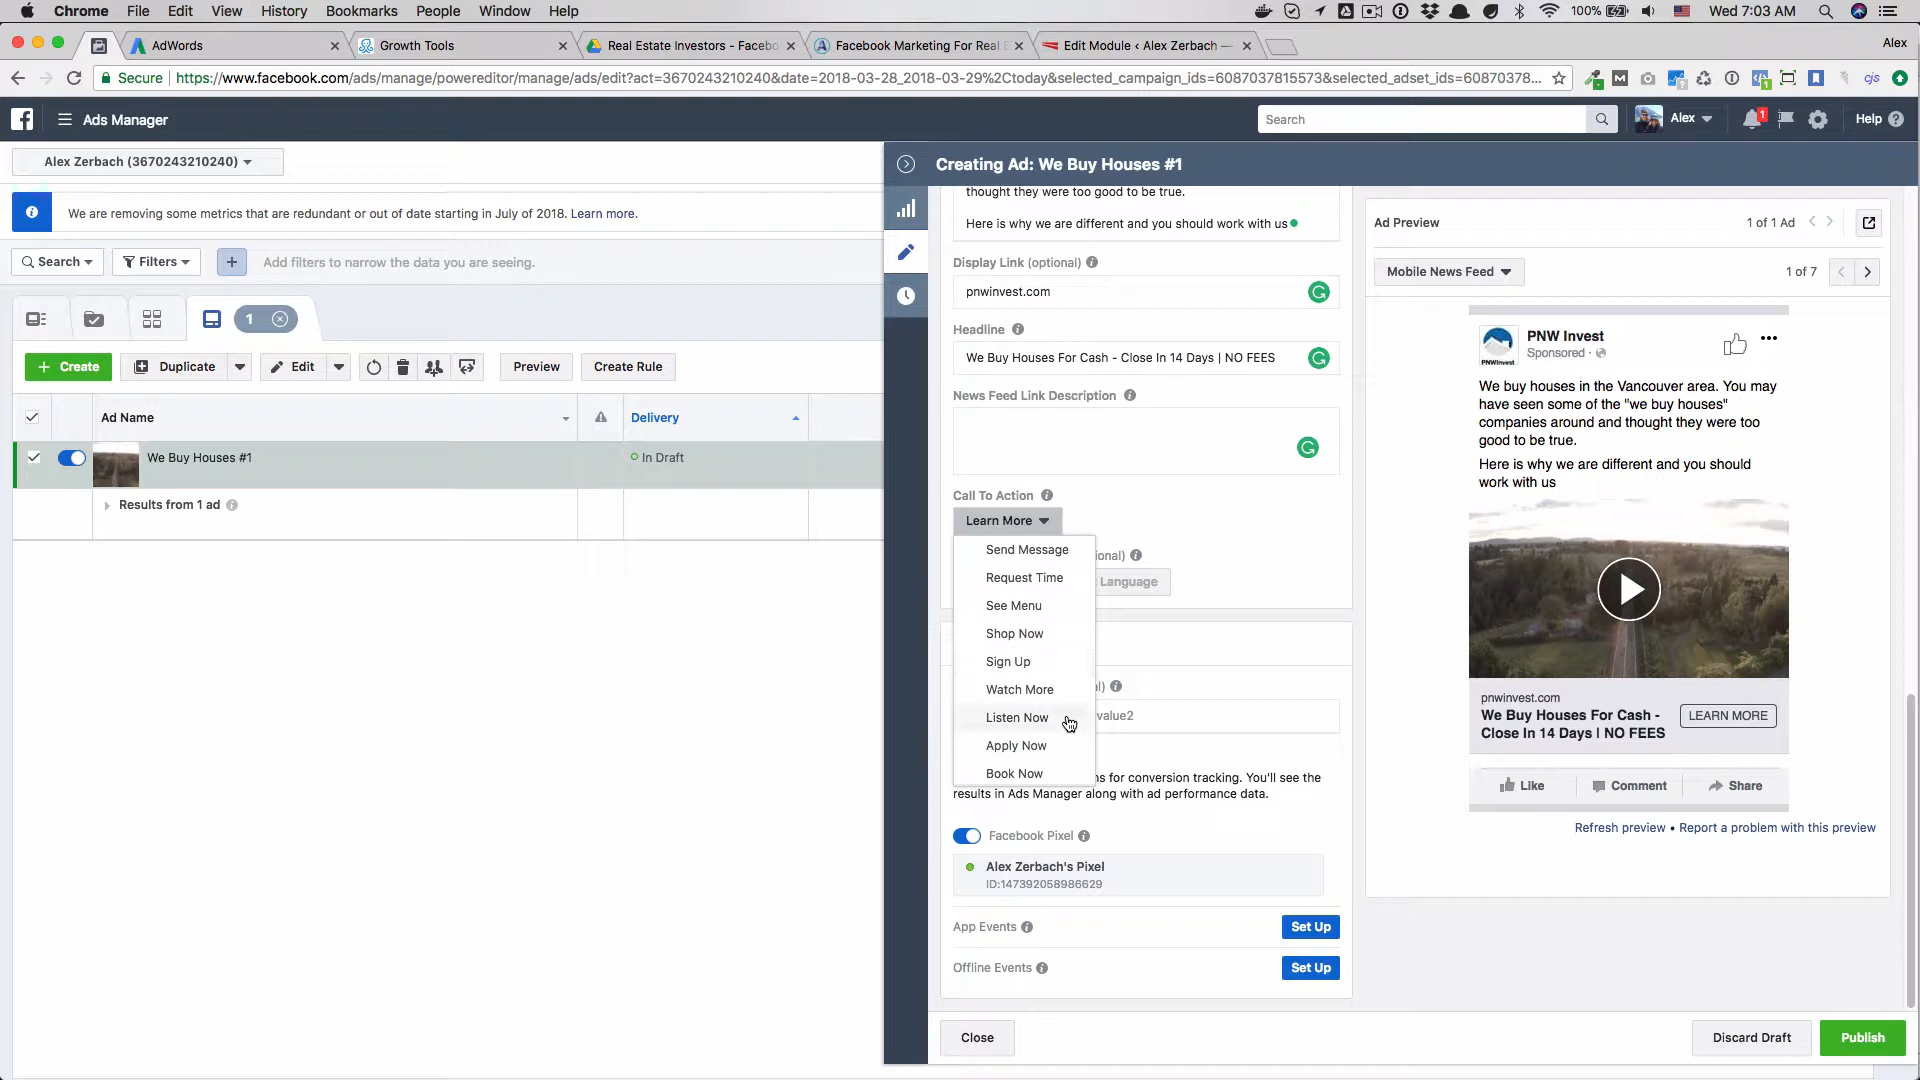 Chrome File Edit View History Bookmarks People Window Help
100% Wed 7:03 AM
AdWords
Growth Tools
Real Estate Investors - Facebo
Facebook Marketing For Real E
Edit Module ‹ Alex Zerbach —
Alex
Secure https://www.facebook.com/ads/manage/powereditor/manage/ads/edit?act=3670243210240&date=2018-03-28_2018-03-29%2Ctoday&selected_campaign_ids=6087037815573&selected_adset_ids=60870378...
cjs
Ads Manager
Search
Alex
1
Help
Alex Zerbach (3670243210240)
We are removing some metrics that are redundant or out of date starting in July of 2018. Learn more.
Search
Filters
Add filters to narrow the data you are seeing.
1
Create
Duplicate
Edit
Preview
Create Rule
Ad Name
Delivery
We Buy Houses #1
In Draft
Results from 1 ad
Creating Ad: We Buy Houses #1
thought they were too good to be true.
Here is why we are different and you should work with us
Display Link (optional)
pnwinvest.com
Headline
We Buy Houses For Cash - Close In 14 Days | NO FEES
News Feed Link Description
Call To Action
Learn More
Send Message
Request Time
See Menu
Shop Now
Sign Up
Watch More
Listen Now
Apply Now
Book Now
ional)
Language
l)
value2
ns for conversion tracking. You'll see the
results in Ads Manager along with ad performance data.
Facebook Pixel
Alex Zerbach's Pixel
ID:147392058986629
App Events
Set Up
Offline Events
Set Up
Close
Discard Draft
Publish
Ad Preview
1 of 1 Ad
Mobile News Feed
1 of 7
PNWInvest
PNW Invest
Sponsored ·
We buy houses in the Vancouver area. You may
have seen some of the "we buy houses"
companies around and thought they were too
good to be true.
Here is why we are different and you should
work with us
pnwinvest.com
We Buy Houses For Cash -
Close In 14 Days | NO FEES
LEARN MORE
Like
Comment
Share
Refresh preview • Report a problem with this preview